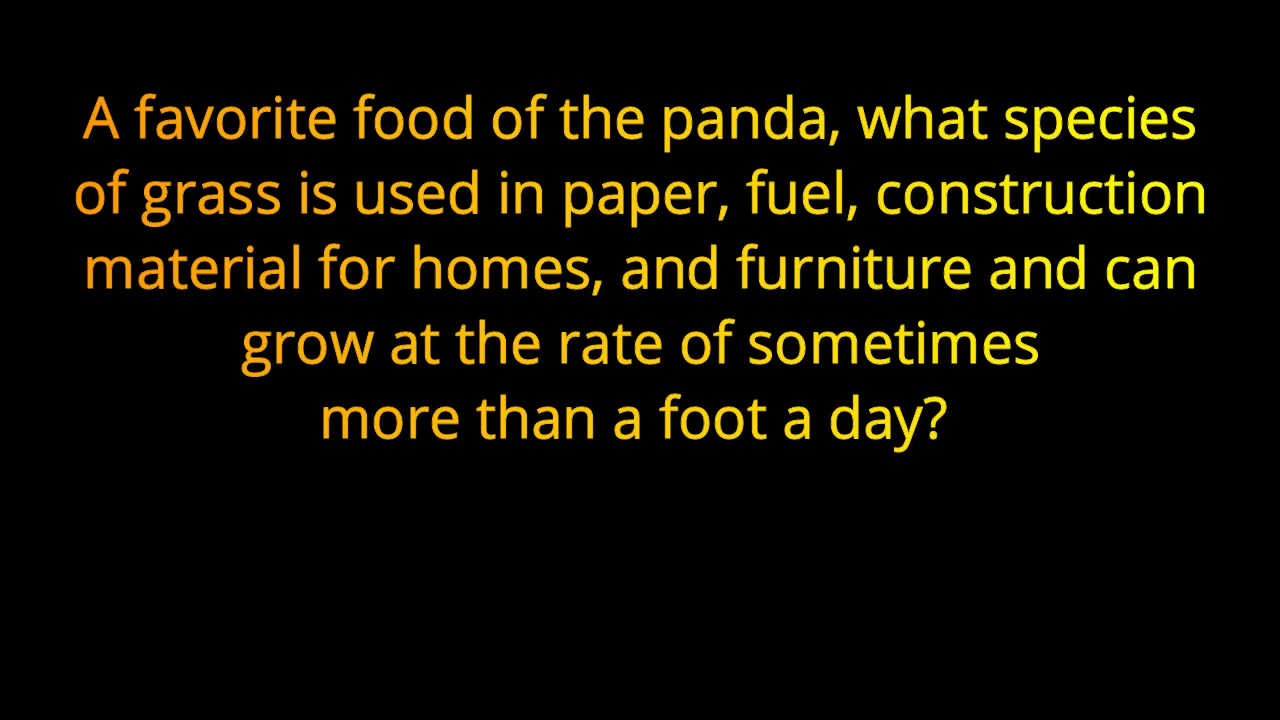 A favorite food of the panda, what species
of grass is used in paper, fuel, construction
material for homes, and furniture and can
grow at the rate of sometimes
more than a foot a day?